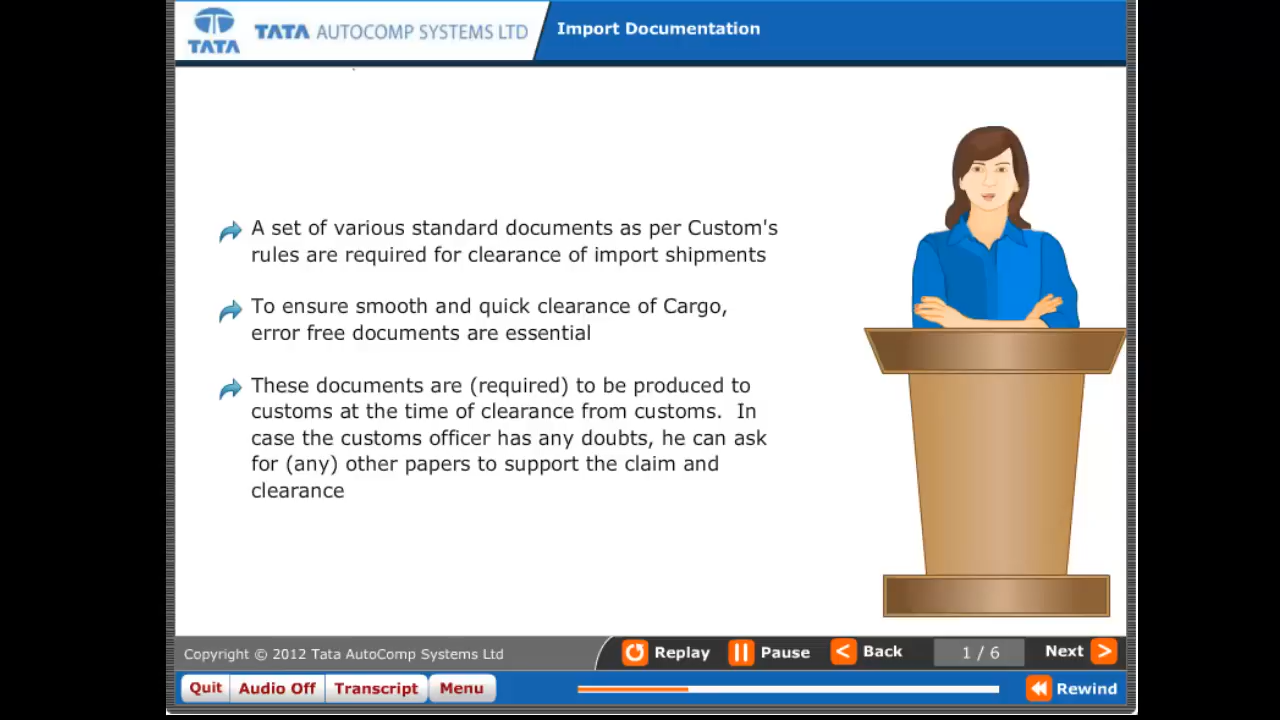 TATA
TATA AUTOCOMP SYSTEMS LTD
Import Documentation
A set of various standard documents as per Custom's
rules are required for clearance of import shipments
To ensure smooth and quick clearance of Cargo,
error free documents are essential
These documents are (required) to be produced to
customs at the time of clearance from customs.  In
case the customs officer has any doubts, he can ask
for (any) other papers to support the claim and
clearance
Copyright © 2012 Tata AutoComp Systems Ltd
Replay
Pause
< Back
1 / 6
Next >
Quit
Audio Off
Transcript
Menu
Rewind